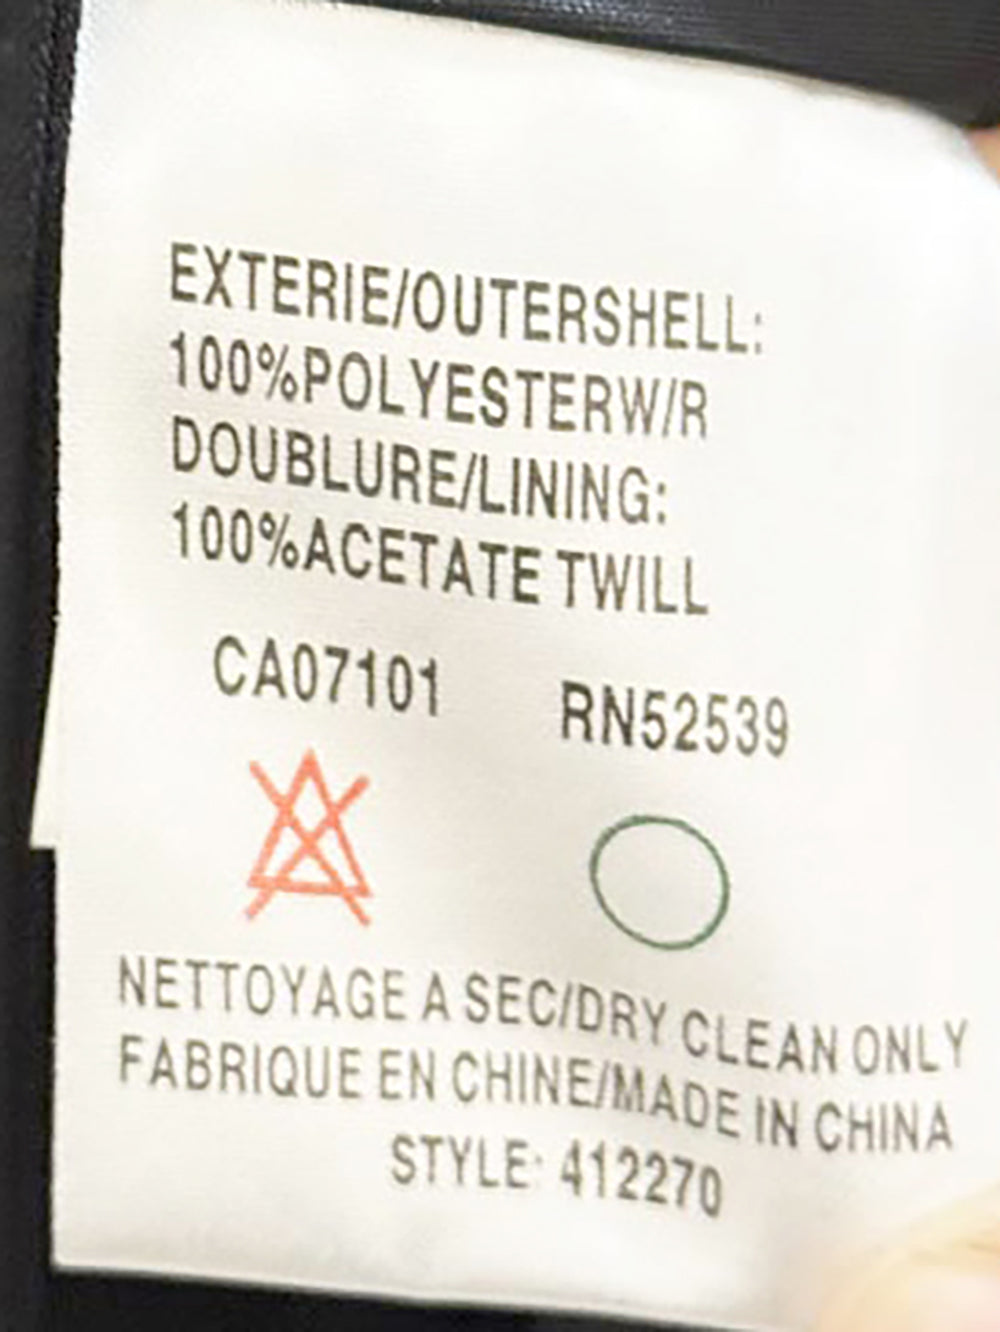 EXTERIE/OUTERSHELL:
100%POLYESTERW/R
DOUBLURE/LINING:
100%ACETATE TWILL
CA07101 RN52539
NETTOYAGE A SEC/DRY CLEAN ONLY
FABRIQUE EN CHINE/MADE IN CHINA
STYLE: 412270